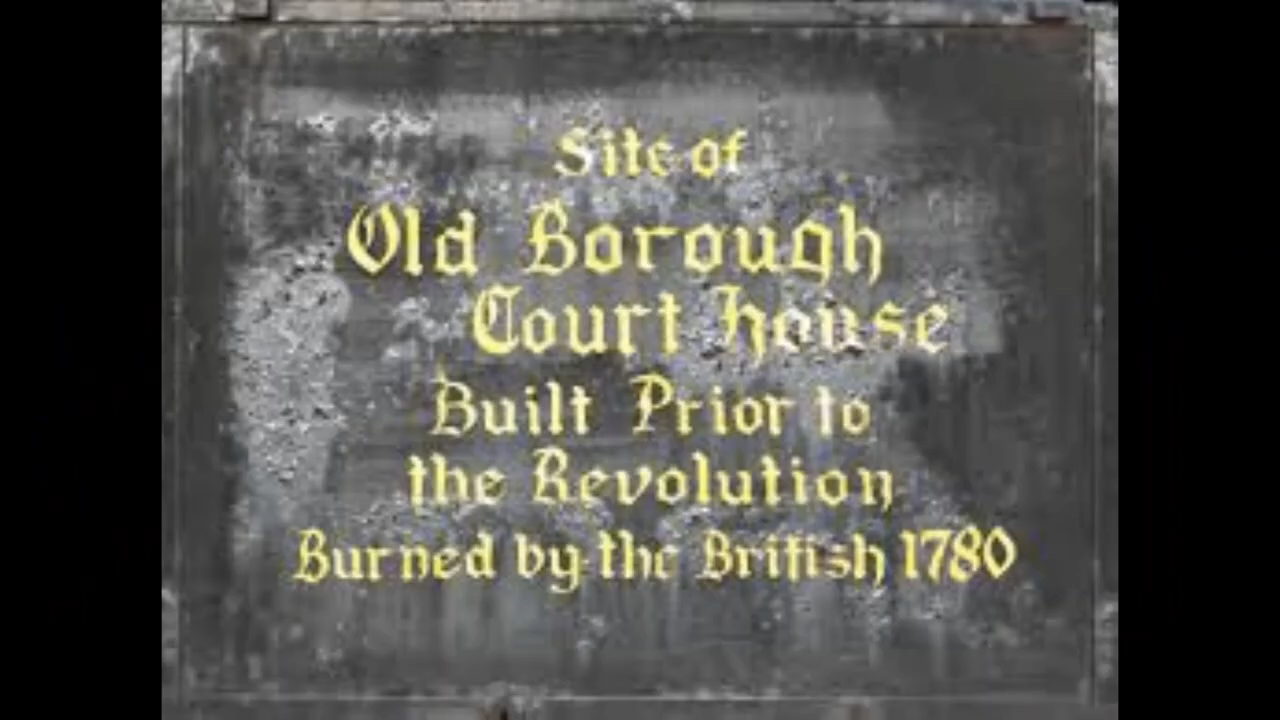 Site of
Old Borough
Court house
Built Prior to
the Revolution
Burned by the British 1780